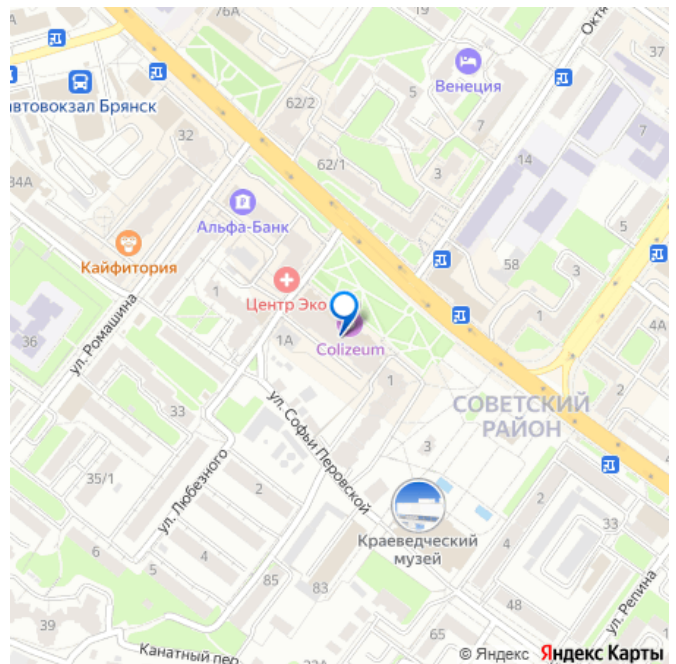 76А
19
Октя
37
Венеция
автовокзал Брянск
62/2
5
7
7
32
62/1
14
3
34А
Альфа-Банк
5
Кайфитория
58
3
Центр Эко
1
4А
ул. Ромашина
36
1А
Colizeum
1
2
СОВЕТСКИЙ
РАЙОН
33
ул. Софьи Перовской
3
35/1
ул. Любезного
2
2
33
Краеведческий
музей
6
4
5
85
83
48
ул. Репина
39
65
Канатный пер
33А
© Яндекс Яндекс Карты